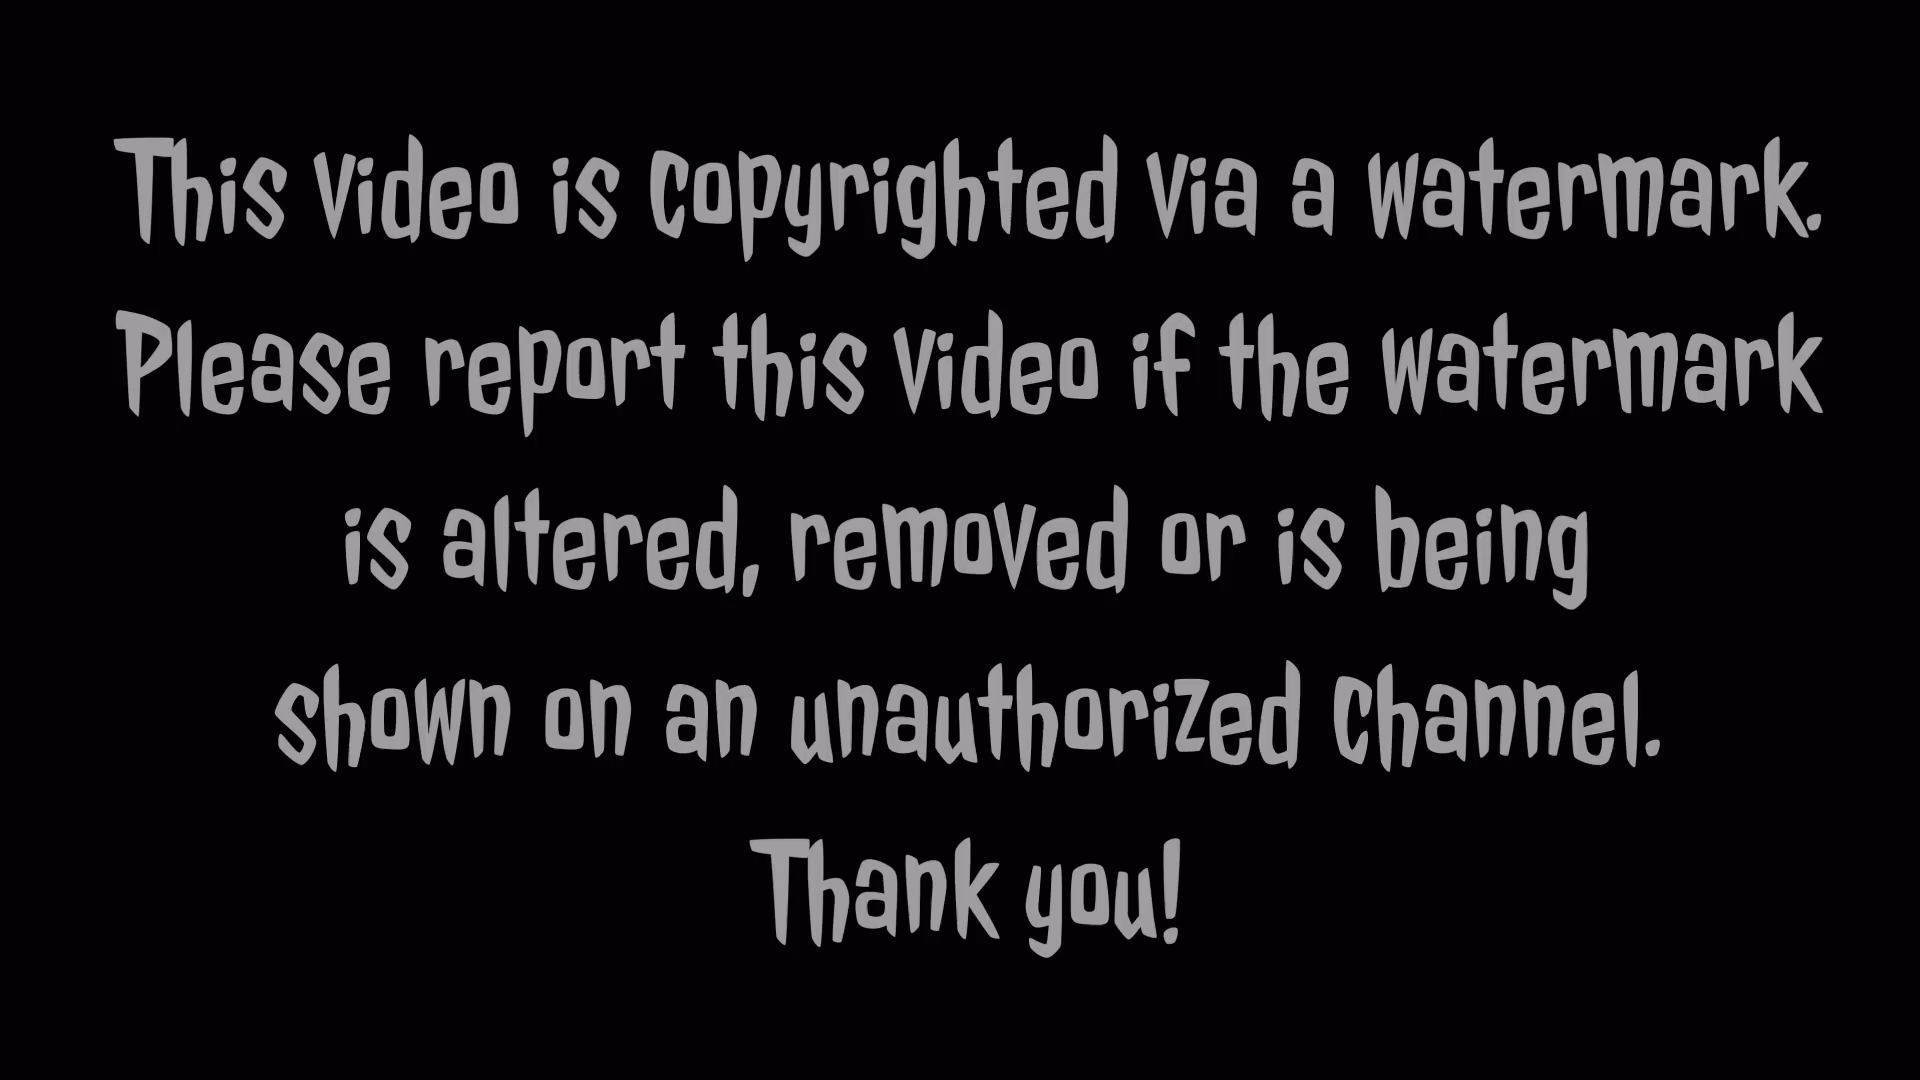 This video is copyrighted via a watermark.
Please report this video if the watermark
is altered, removed or is being
shown on an unauthorized channel.
Thank you!